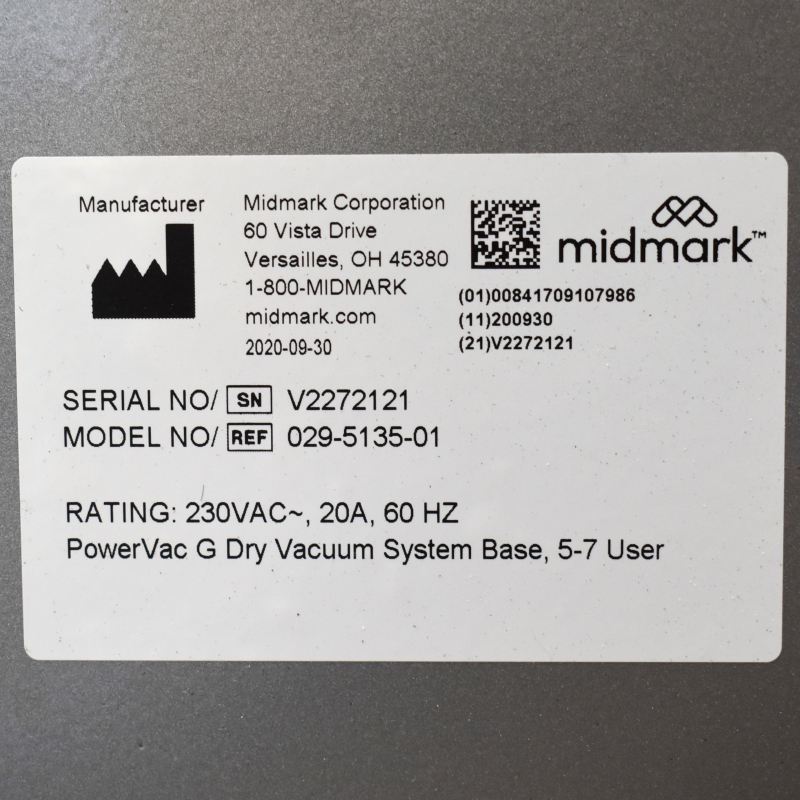 Manufacturer
Midmark Corporation
60 Vista Drive
Versailles, OH 45380
1-800-MIDMARK
midmark.com
2020-09-30
midmark™
(01)00841709107986
(11)200930
(21)V2272121
SERIAL NO/ SN V2272121
MODEL NO/ REF 029-5135-01
RATING: 230VAC~, 20A, 60 HZ
PowerVac G Dry Vacuum System Base, 5-7 User